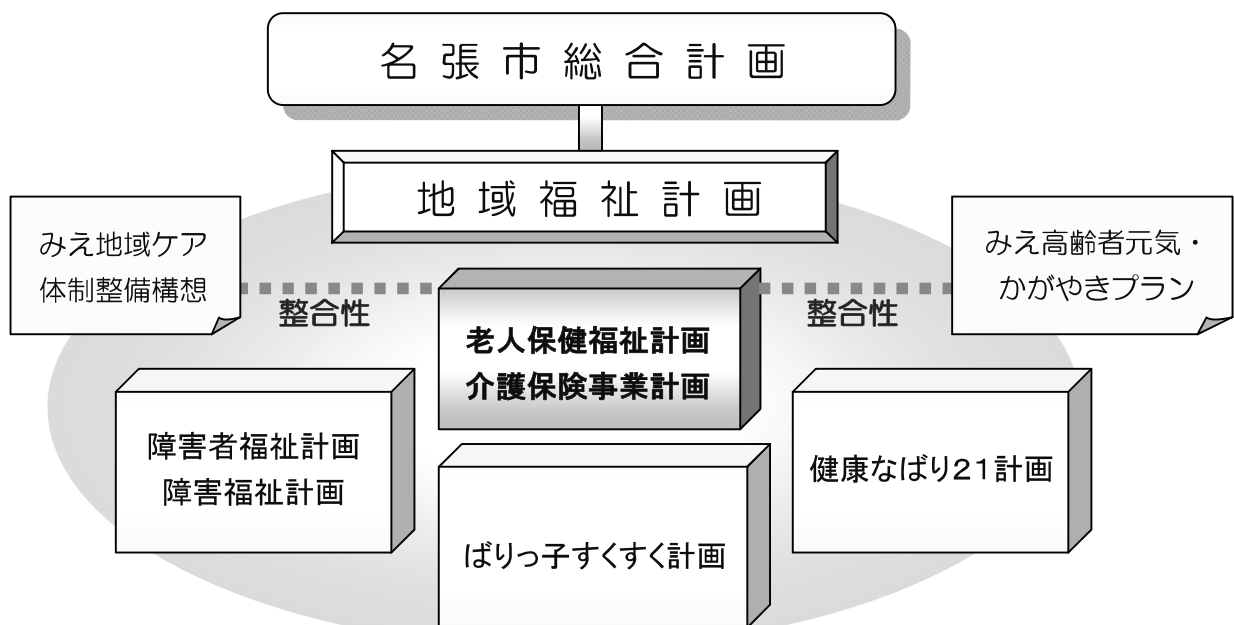 名張市総合計画
地域福祉計画
みえ地域ケア
体制整備構想
整合性
みえ高齢者元気・
かがやきプラン
整合性
老人保健福祉計画
介護保険事業計画
障害者福祉計画
障害福祉計画
健康なばり21計画
ばりっ子すくすく計画